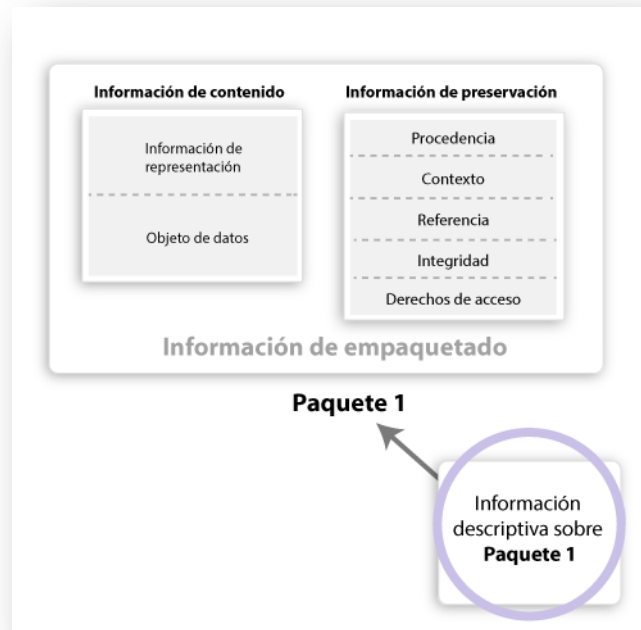 Información de contenido
Información de
representación
Objeto de datos
Información de preservación
Procedencia
Contexto
Referencia
Integridad
Derechos de acceso
Información de empaquetado
Paquete 1
Información
descriptiva sobre
Paquete 1